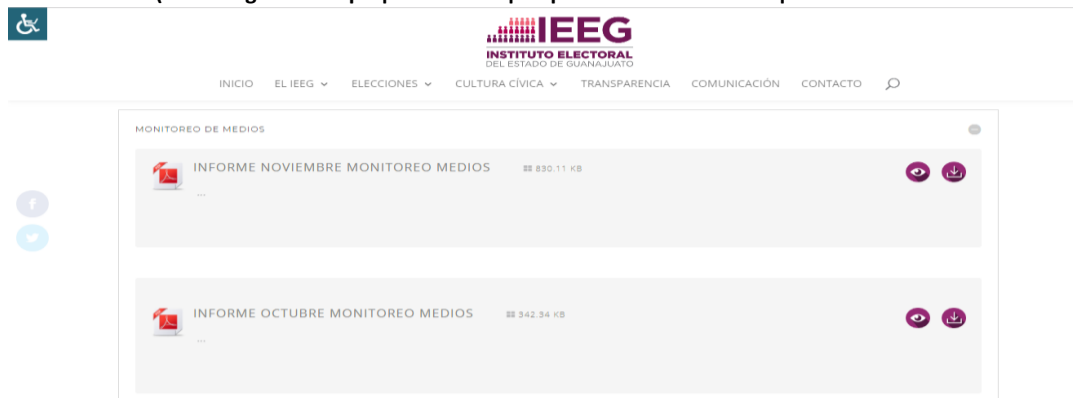 IEEG
INSTITUTO ELECTORAL
DEL ESTADO DE GUANAJUATO
INICIO EL IEEG ELECCIONES CULTURA CÍVICA TRANSPARENCIA COMUNICACIÓN CONTACTO
MONITOREO DE MEDIOS
INFORME NOVIEMBRE MONITOREO MEDIOS 830.11 KB
...
INFORME OCTUBRE MONITOREO MEDIOS 342.34 KB
...